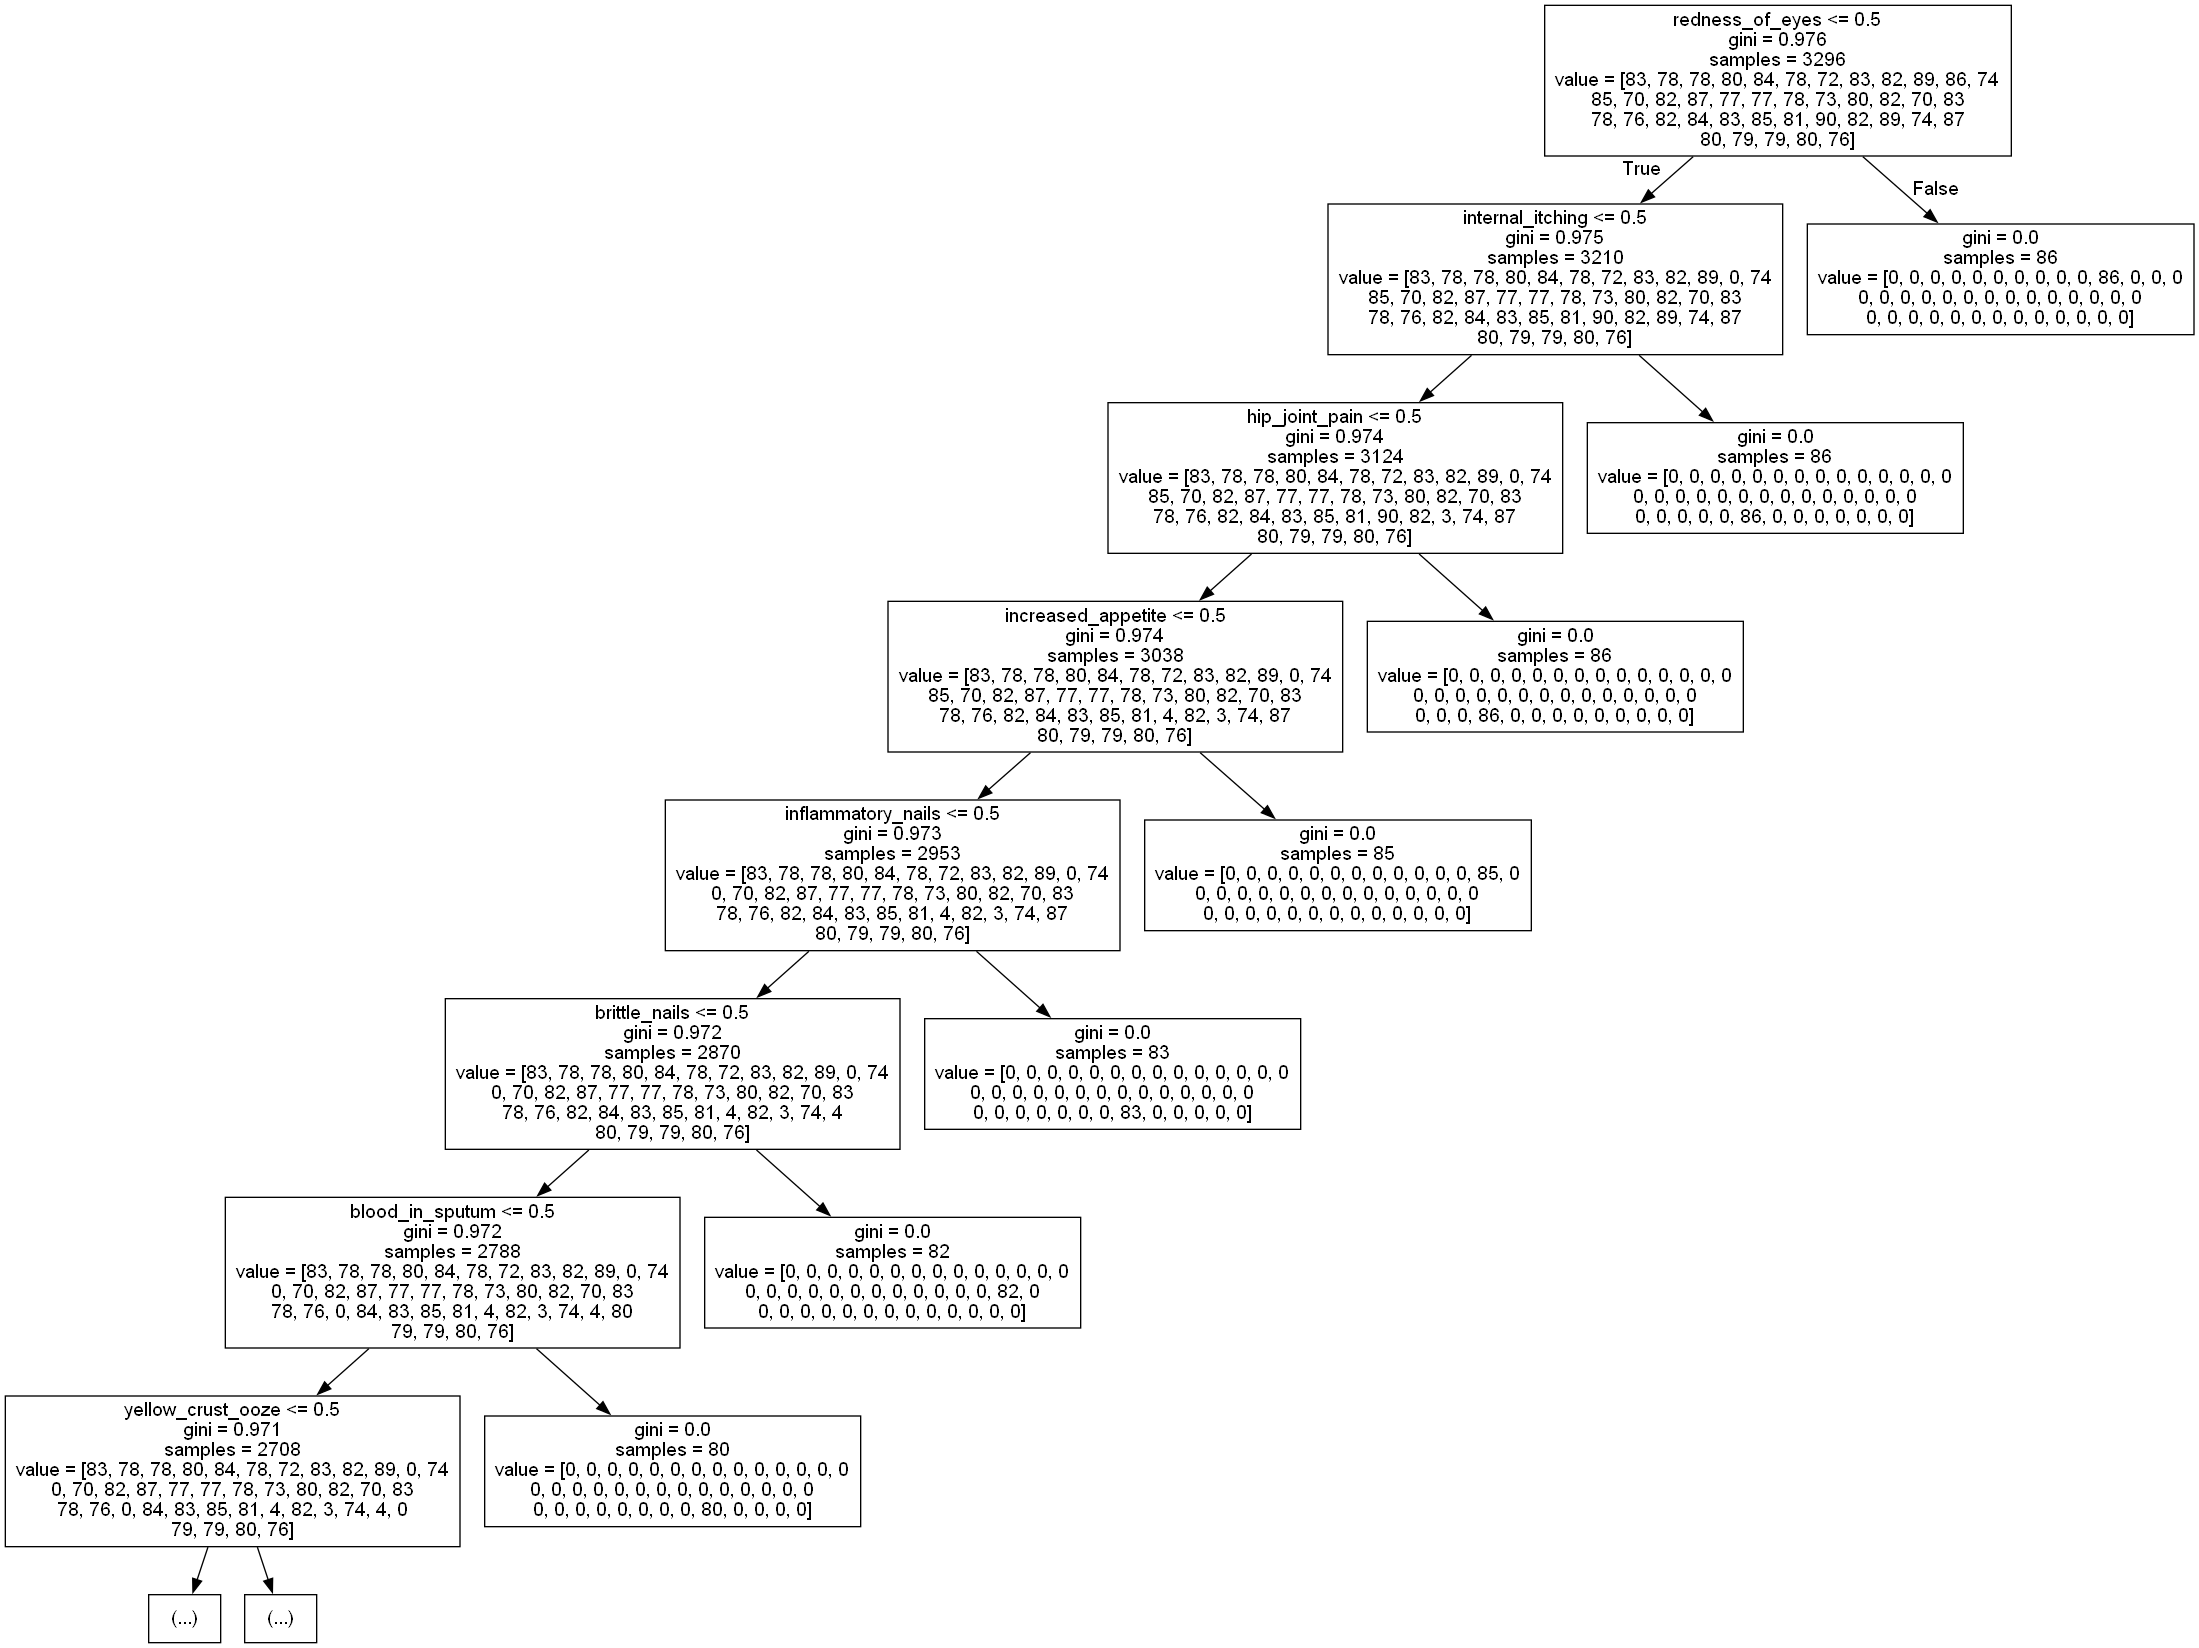 redness_of_eyes <= 0.5
gini = 0.976
samples = 3296
value = [83, 78, 78, 80, 84, 78, 72, 83, 82, 89, 86, 74
85, 70, 82, 87, 77, 77, 78, 73, 80, 82, 70, 83
78, 76, 82, 84, 83, 85, 81, 90, 82, 89, 74, 87
80, 79, 79, 80, 76]
True
False
internal_itching <= 0.5
gini = 0.975
samples = 3210
value = [83, 78, 78, 80, 84, 78, 72, 83, 82, 89, 0, 74
85, 70, 82, 87, 77, 77, 78, 73, 80, 82, 70, 83
78, 76, 82, 84, 83, 85, 81, 90, 82, 89, 74, 87
80, 79, 79, 80, 76]
gini = 0.0
samples = 86
value = [0, 0, 0, 0, 0, 0, 0, 0, 0, 0, 86, 0, 0, 0
0, 0, 0, 0, 0, 0, 0, 0, 0, 0, 0, 0, 0, 0
0, 0, 0, 0, 0, 0, 0, 0, 0, 0, 0, 0, 0]
hip_joint_pain <= 0.5
gini = 0.974
samples = 3124
value = [83, 78, 78, 80, 84, 78, 72, 83, 82, 89, 0, 74
85, 70, 82, 87, 77, 77, 78, 73, 80, 82, 70, 83
78, 76, 82, 84, 83, 85, 81, 90, 82, 3, 74, 87
80, 79, 79, 80, 76]
gini = 0.0
samples = 86
value = [0, 0, 0, 0, 0, 0, 0, 0, 0, 0, 0, 0, 0, 0
0, 0, 0, 0, 0, 0, 0, 0, 0, 0, 0, 0, 0, 0
0, 0, 0, 0, 0, 86, 0, 0, 0, 0, 0, 0, 0]
increased_appetite <= 0.5
gini = 0.974
samples = 3038
value = [83, 78, 78, 80, 84, 78, 72, 83, 82, 89, 0, 74
85, 70, 82, 87, 77, 77, 78, 73, 80, 82, 70, 83
78, 76, 82, 84, 83, 85, 81, 4, 82, 3, 74, 87
80, 79, 79, 80, 76]
gini = 0.0
samples = 86
value = [0, 0, 0, 0, 0, 0, 0, 0, 0, 0, 0, 0, 0, 0
0, 0, 0, 0, 0, 0, 0, 0, 0, 0, 0, 0, 0, 0
0, 0, 0, 86, 0, 0, 0, 0, 0, 0, 0, 0, 0]
inflammatory_nails <= 0.5
gini = 0.973
samples = 2953
value = [83, 78, 78, 80, 84, 78, 72, 83, 82, 89, 0, 74
0, 70, 82, 87, 77, 77, 78, 73, 80, 82, 70, 83
78, 76, 82, 84, 83, 85, 81, 4, 82, 3, 74, 87
80, 79, 79, 80, 76]
gini = 0.0
samples = 85
value = [0, 0, 0, 0, 0, 0, 0, 0, 0, 0, 0, 0, 85, 0
0, 0, 0, 0, 0, 0, 0, 0, 0, 0, 0, 0, 0, 0
0, 0, 0, 0, 0, 0, 0, 0, 0, 0, 0, 0, 0]
brittle_nails <= 0.5
gini = 0.972
samples = 2870
value = [83, 78, 78, 80, 84, 78, 72, 83, 82, 89, 0, 74
0, 70, 82, 87, 77, 77, 78, 73, 80, 82, 70, 83
78, 76, 82, 84, 83, 85, 81, 4, 82, 3, 74, 4
80, 79, 79, 80, 76]
gini = 0.0
samples = 83
value = [0, 0, 0, 0, 0, 0, 0, 0, 0, 0, 0, 0, 0, 0
0, 0, 0, 0, 0, 0, 0, 0, 0, 0, 0, 0, 0, 0
0, 0, 0, 0, 0, 0, 0, 83, 0, 0, 0, 0, 0]
blood_in_sputum <= 0.5
gini = 0.972
samples = 2788
value = [83, 78, 78, 80, 84, 78, 72, 83, 82, 89, 0, 74
0, 70, 82, 87, 77, 77, 78, 73, 80, 82, 70, 83
78, 76, 0, 84, 83, 85, 81, 4, 82, 3, 74, 4, 80
79, 79, 80, 76]
gini = 0.0
samples = 82
value = [0, 0, 0, 0, 0, 0, 0, 0, 0, 0, 0, 0, 0, 0
0, 0, 0, 0, 0, 0, 0, 0, 0, 0, 0, 0, 82, 0
0, 0, 0, 0, 0, 0, 0, 0, 0, 0, 0, 0, 0]
yellow_crust_ooze <= 0.5
gini = 0.971
samples = 2708
value = [83, 78, 78, 80, 84, 78, 72, 83, 82, 89, 0, 74
0, 70, 82, 87, 77, 77, 78, 73, 80, 82, 70, 83
78, 76, 0, 84, 83, 85, 81, 4, 82, 3, 74, 4, 0
79, 79, 80, 76]
gini = 0.0
samples = 80
value = [0, 0, 0, 0, 0, 0, 0, 0, 0, 0, 0, 0, 0, 0
0, 0, 0, 0, 0, 0, 0, 0, 0, 0, 0, 0, 0, 0
0, 0, 0, 0, 0, 0, 0, 0, 80, 0, 0, 0, 0]
(...)
(...)